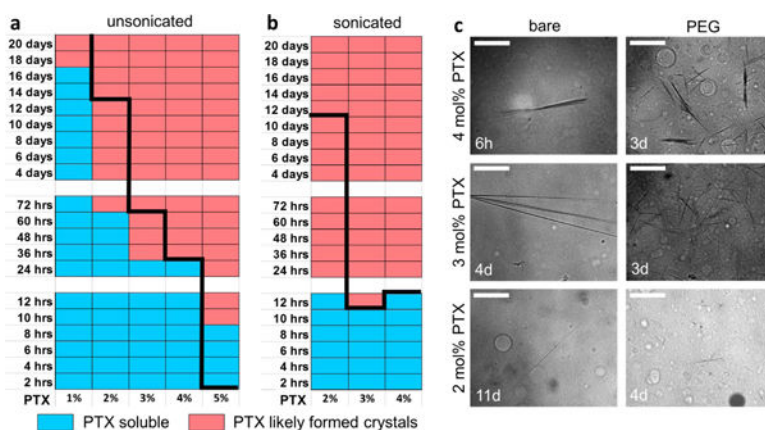 a
unsonicated
20 days
18 days
16 days
14 days
12 days
10 days
8 days
6 days
4 days
72 hrs
60 hrs
48 hrs
36 hrs
24 hrs
12 hrs
10 hrs
8 hrs
6 hrs
4 hrs
2 hrs
PTX 1% 2% 3% 4% 5%
b
sonicated
20 days
18 days
16 days
14 days
12 days
10 days
8 days
6 days
4 days
72 hrs
60 hrs
48 hrs
36 hrs
24 hrs
12 hrs
10 hrs
8 hrs
6 hrs
4 hrs
2 hrs
PTX 2% 3% 4%
PTX soluble
PTX likely formed crystals
c
bare PEG
4 mol% PTX
6h
3d
3 mol% PTX
4d
3d
2 mol% PTX
11d
4d